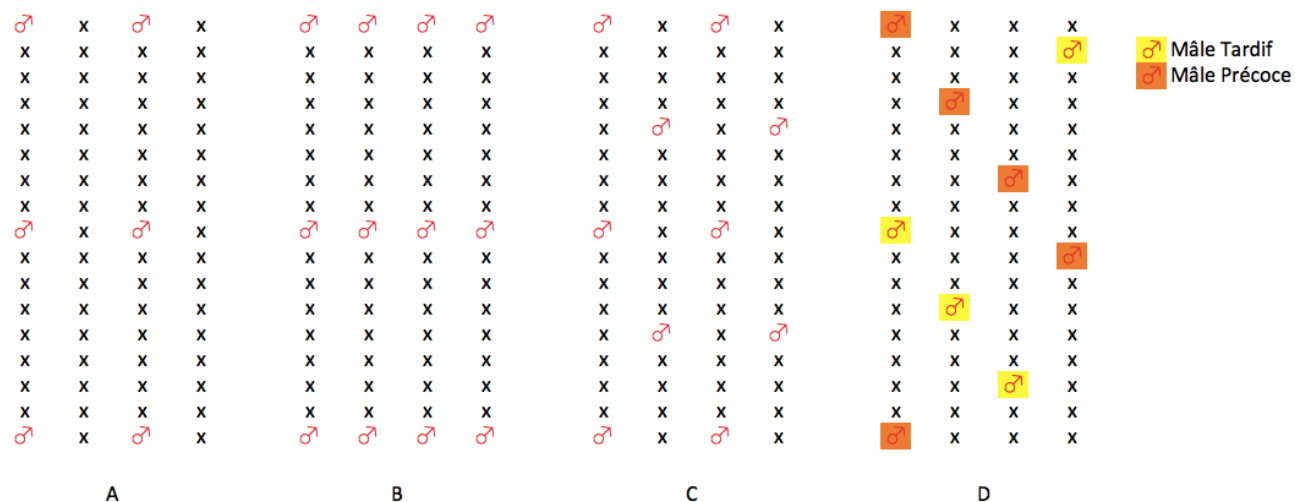 ♂ x ♂ x ♂ ♂ ♂ ♂ ♂ x ♂ x ♂ x x x
x x x x x x x x x x x x x x x ♂ ♂ Mâle Tardif
x x x x x x x x x x x x x x x x ♂ Mâle Précoce
x x x x x x x x x x x x x ♂ x x
x x x x x x x x x ♂ x ♂ x x x x
x x x x x x x x x x x x x x x x
x x x x x x x x x x x x x x ♂ x
x x x x x x x x x x x x x x x x
♂ x ♂ x ♂ ♂ ♂ ♂ ♂ x ♂ x ♂ x x x
x x x x x x x x x x x x x x x ♂
x x x x x x x x x x x x x x x x
x x x x x x x x x x x x x ♂ x x
x x x x x x x x x ♂ x ♂ x x x x
x x x x x x x x x x x x x x x x
x x x x x x x x x x x x x x ♂ x
x x x x x x x x x x x x x x x x
♂ x ♂ x ♂ ♂ ♂ ♂ ♂ x ♂ x ♂ x x x
A B C D